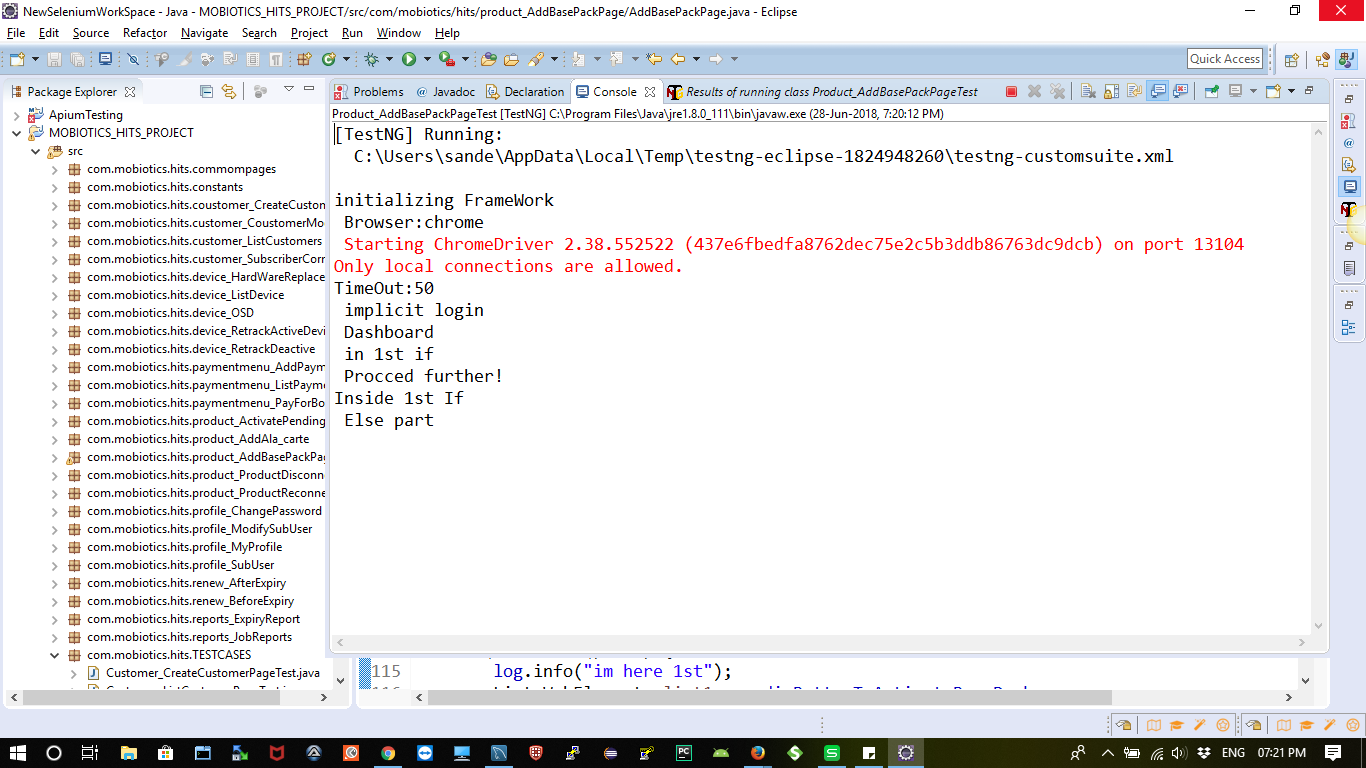 NewSeleniumWorkSpace - Java - MOBIOTICS_HITS_PROJECT/src/com/mobiotics/hits/product_AddBasePackPage/AddBasePackPage.java - Eclipse
File Edit Source Refactor Navigate Search Project Run Window Help
Quick Access
Package Explorer
Problems @ Javadoc Declaration Console Results of running class Product_AddBasePackPageTest
Product_AddBasePackPageTest [TestNG] C:\Program Files\Java\jre1.8.0_111\bin\javaw.exe (28-Jun-2018, 7:20:12 PM)
ApiumTesting
MOBIOTICS_HITS_PROJECT
src
com.mobiotics.hits.commompages
com.mobiotics.hits.constants
com.mobiotics.hits.coustomer_CreateCuston
com.mobiotics.hits.customer_CoustomerMo
com.mobiotics.hits.customer_ListCustomers
com.mobiotics.hits.customer_SubscriberCorr
com.mobiotics.hits.device_HardWareReplace
com.mobiotics.hits.device_ListDevice
com.mobiotics.hits.device_OSD
com.mobiotics.hits.device_RetrackActiveDevi
com.mobiotics.hits.device_RetrackDeactive
com.mobiotics.hits.paymentmenu_AddPaym
com.mobiotics.hits.paymentmenu_ListPayme
com.mobiotics.hits.paymentmenu_PayForBo
com.mobiotics.hits.product_ActivatePending
com.mobiotics.hits.product_AddAla_carte
com.mobiotics.hits.product_AddBasePackPag
com.mobiotics.hits.product_ProductDisconn
com.mobiotics.hits.product_ProductReconne
com.mobiotics.hits.profile_ChangePassword
com.mobiotics.hits.profile_ModifySubUser
com.mobiotics.hits.profile_MyProfile
com.mobiotics.hits.profile_SubUser
com.mobiotics.hits.renew_AfterExpiry
com.mobiotics.hits.renew_BeforeExpiry
com.mobiotics.hits.reports_ExpiryReport
com.mobiotics.hits.reports_JobReports
com.mobiotics.hits.TESTCASES
Customer_CreateCustomerPageTest.java
[TestNG] Running:
C:\Users\sande\AppData\Local\Temp\testng-eclipse-1824948260\testng-customsuite.xml
initializing FrameWork
Browser:chrome
Starting ChromeDriver 2.38.552522 (437e6fbedfa8762dec75e2c5b3ddb86763dc9dcb) on port 13104
Only local connections are allowed.
TimeOut:50
implicit login
Dashboard
in 1st if
Procced further!
Inside 1st If
Else part
115 log.info("im here 1st");
ENG 07:21 PM